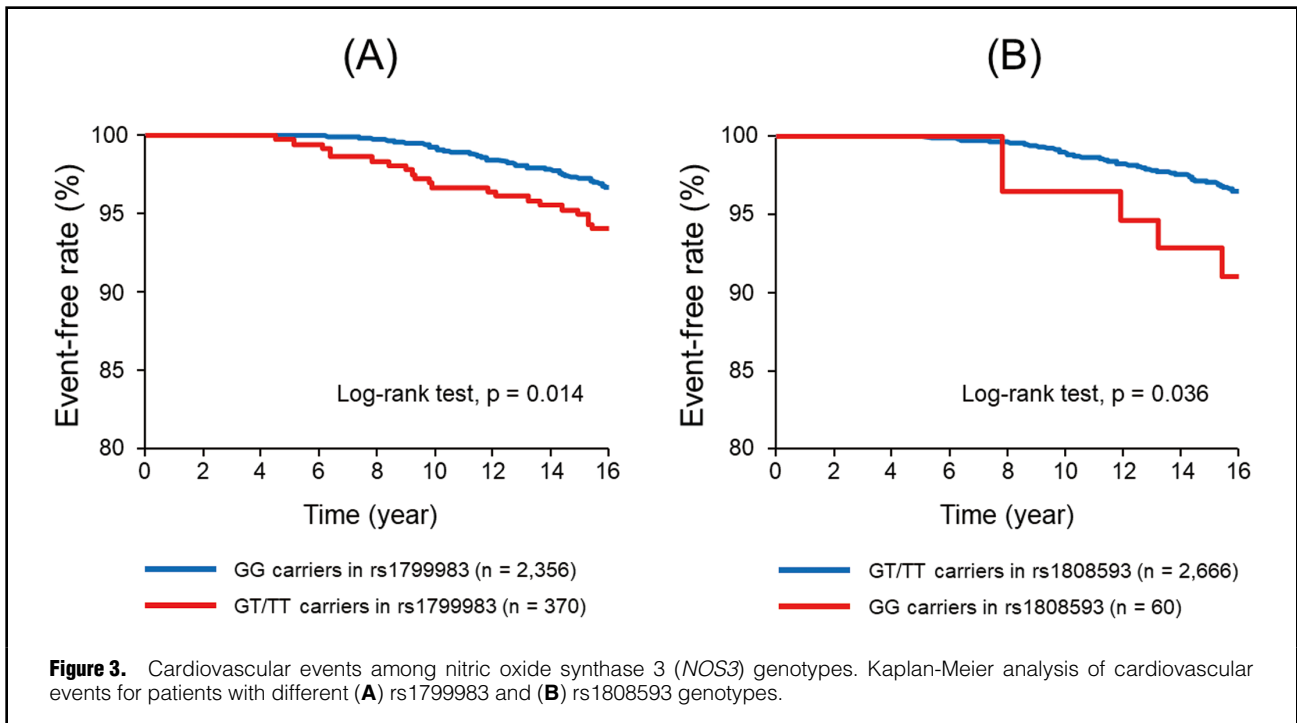 (A)
Event-free rate (%)
100
95
90
85
80
Log-rank test, p = 0.014
0 2 4 6 8 10 12 14 16
Time (year)
GG carriers in rs1799983 (n = 2,356)
GT/TT carriers in rs1799983 (n = 370)
(B)
Event-free rate (%)
100
95
90
85
80
Log-rank test, p = 0.036
0 2 4 6 8 10 12 14 16
Time (year)
GT/TT carriers in rs1808593 (n = 2,666)
GG carriers in rs1808593 (n = 60)
Figure 3. Cardiovascular events among nitric oxide synthase 3 (NOS3) genotypes. Kaplan-Meier analysis of cardiovascular
events for patients with different (A) rs1799983 and (B) rs1808593 genotypes.